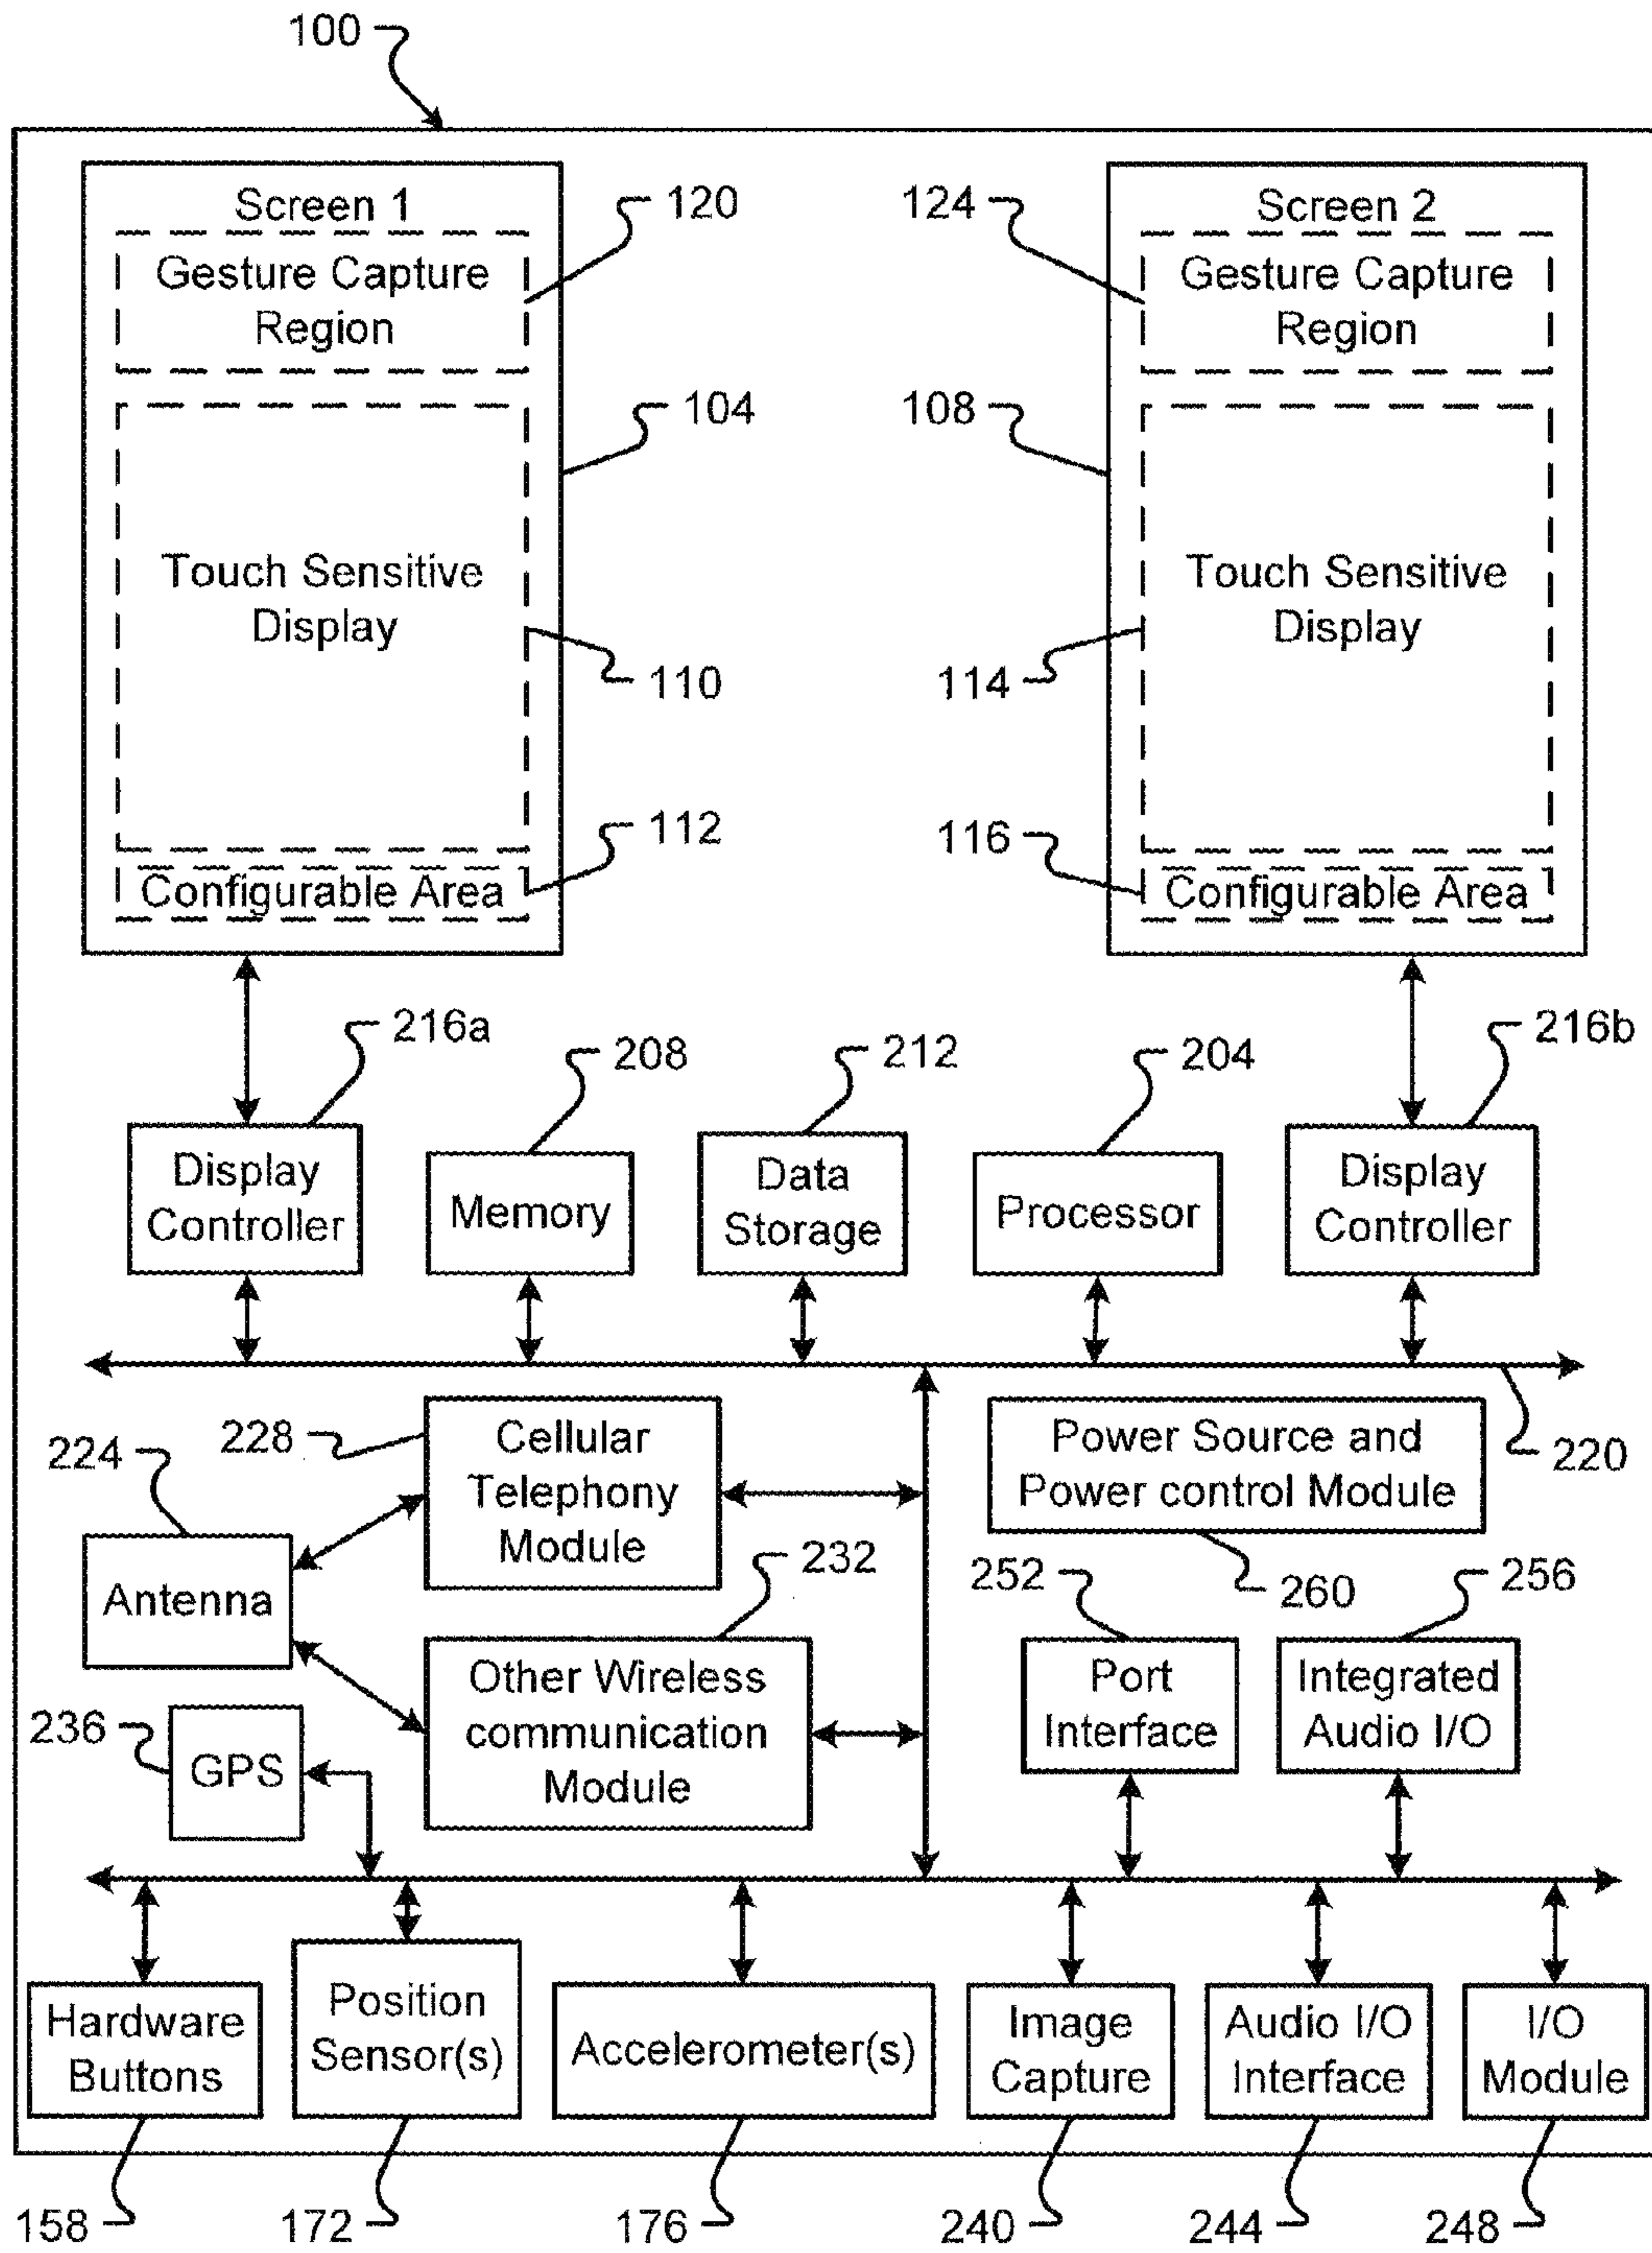 100
Screen 1
Gesture Capture
Region
120
Touch Sensitive
Display
104
110
Configurable Area
112
124
Screen 2
Gesture Capture
Region
108
Touch Sensitive
Display
114
116
Configurable Area
216a
208
212
204
216b
Display
Controller
Memory
Data
Storage
Processor
Display
Controller
220
228
Cellular
Telephony
Module
Power Source and
Power control Module
260
224
Antenna
232
Other Wireless
communication
Module
252
Port
Interface
256
Integrated
Audio I/O
236
GPS
Hardware
Buttons
Position
Sensor(s)
Accelerometer(s)
Image
Capture
Audio I/O
Interface
I/O
Module
158
172
176
240
244
248